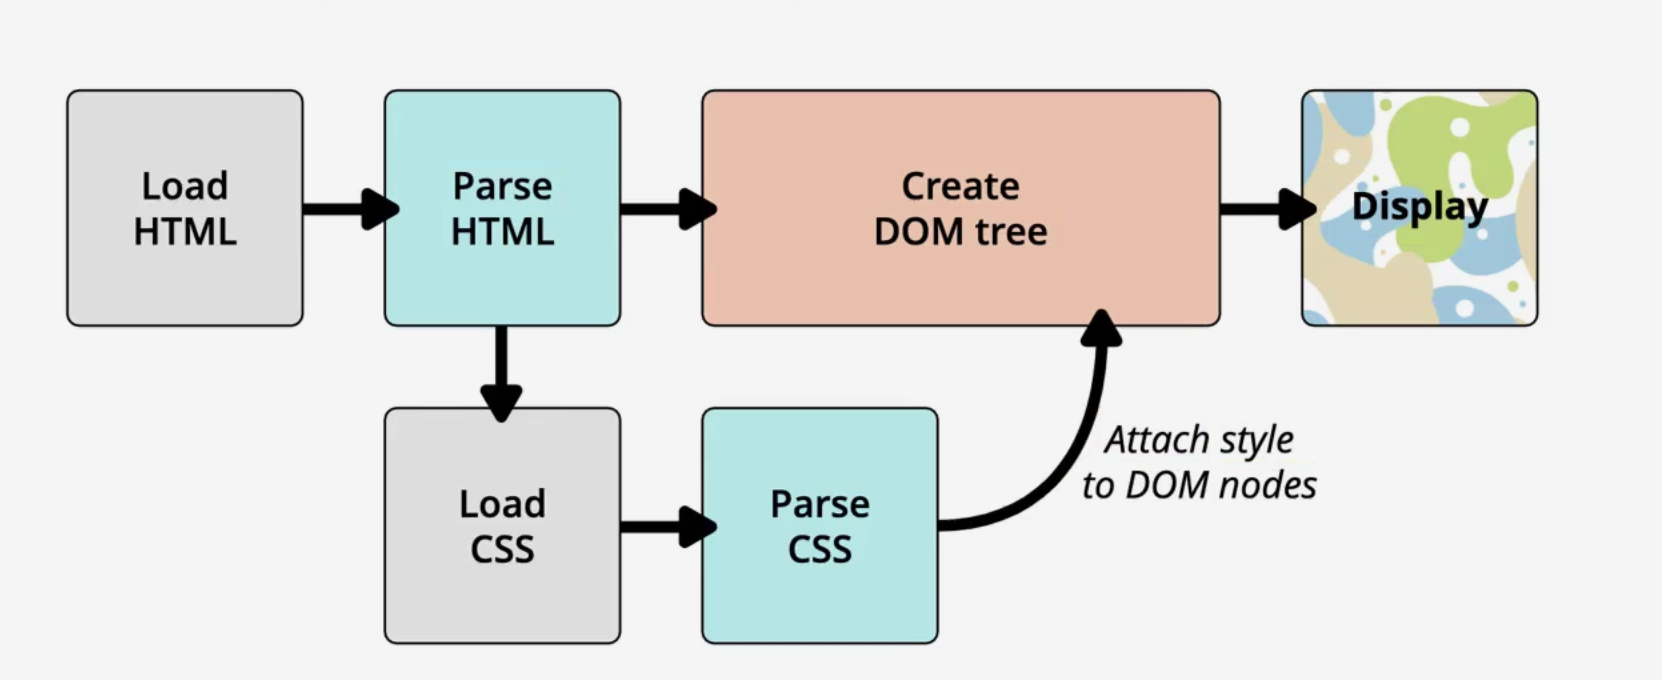 Load
HTML
Parse
HTML
Create
DOM tree
Display
Load
CSS
Parse
CSS
Attach style
to DOM nodes